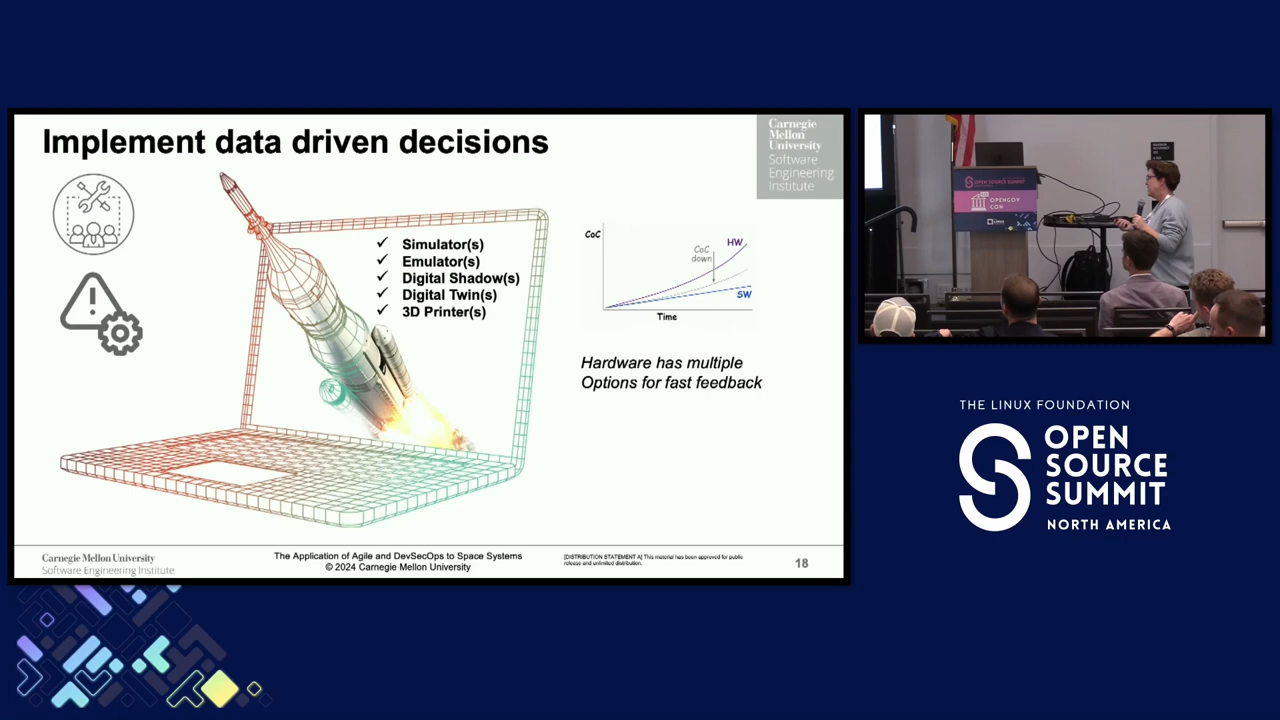 Implement data driven decisions
Carnegie
Mellon
University
Software
Engineering
Institute
✓ Simulator(s)
✓ Emulator(s)
✓ Digital Shadow(s)
✓ Digital Twin(s)
✓ 3D Printer(s)
CoC
HW
CoC
down
SW
Time
Hardware has multiple
Options for fast feedback
Carnegie Mellon University
Software Engineering Institute
The Application of Agile and DevSecOps to Space Systems
© 2024 Carnegie Mellon University
[DISTRIBUTION STATEMENT A] This material has been approved for public
release and unlimited distribution.
18
OPEN SOURCE SUMMIT
OPENGOV
CON
THE LINUX FOUNDATION
OPEN
SOURCE
SUMMIT
NORTH AMERICA